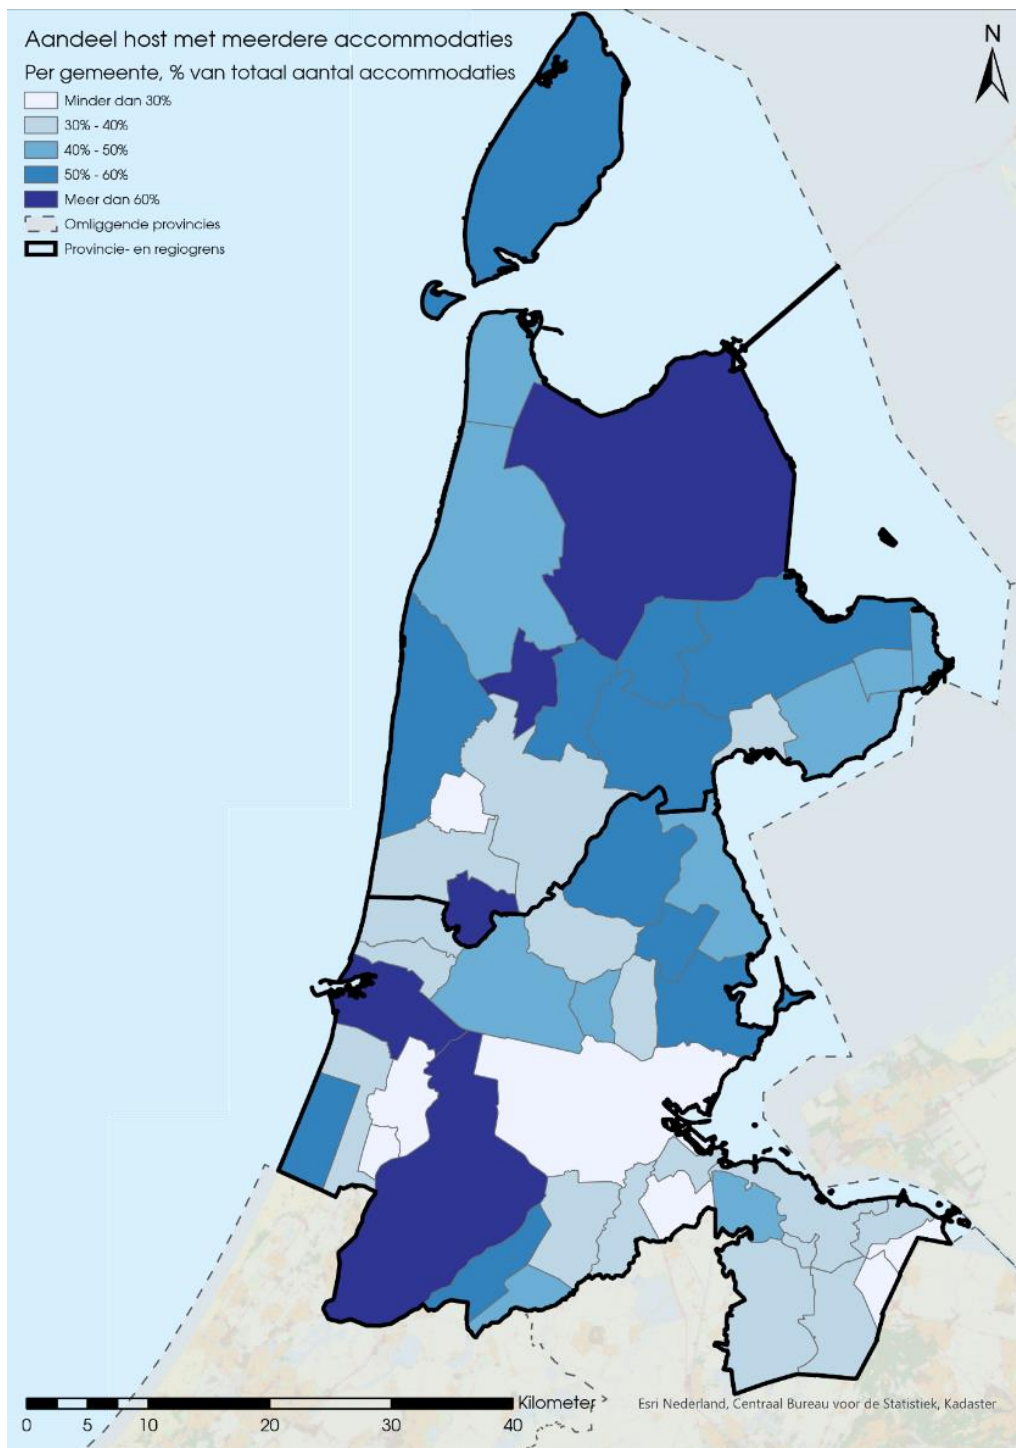 Aandeel host met meerdere accommodaties
Per gemeente, % van totaal aantal accommodaties
Minder dan 30%
30% - 40%
40% - 50%
50% - 60%
Meer dan 60%
Omliggende provincies
Provincie- en regiogrens
N
Kilometer
0 5 10 20 30 40
Esri Nederland, Centraal Bureau voor de Statistiek, Kadaster